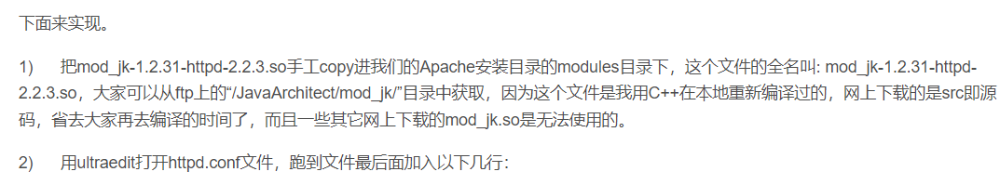 下面来实现。
1) 把mod_jk-1.2.31-httpd-2.2.3.so手工copy进我们的Apache安装目录的modules目录下，这个文件的全名叫: mod_jk-1.2.31-httpd-
2.2.3.so，大家可以从ftp上的“/JavaArchitect/mod_jk/”目录中获取，因为这个文件是我用C++在本地重新编译过的，网上下载的是src即源
码，省去大家再去编译的时间了，而且一些其它网上下载的mod_jk.so是无法使用的。
2) 用ultraedit打开httpd.conf文件，跑到文件最后面加入以下几行：